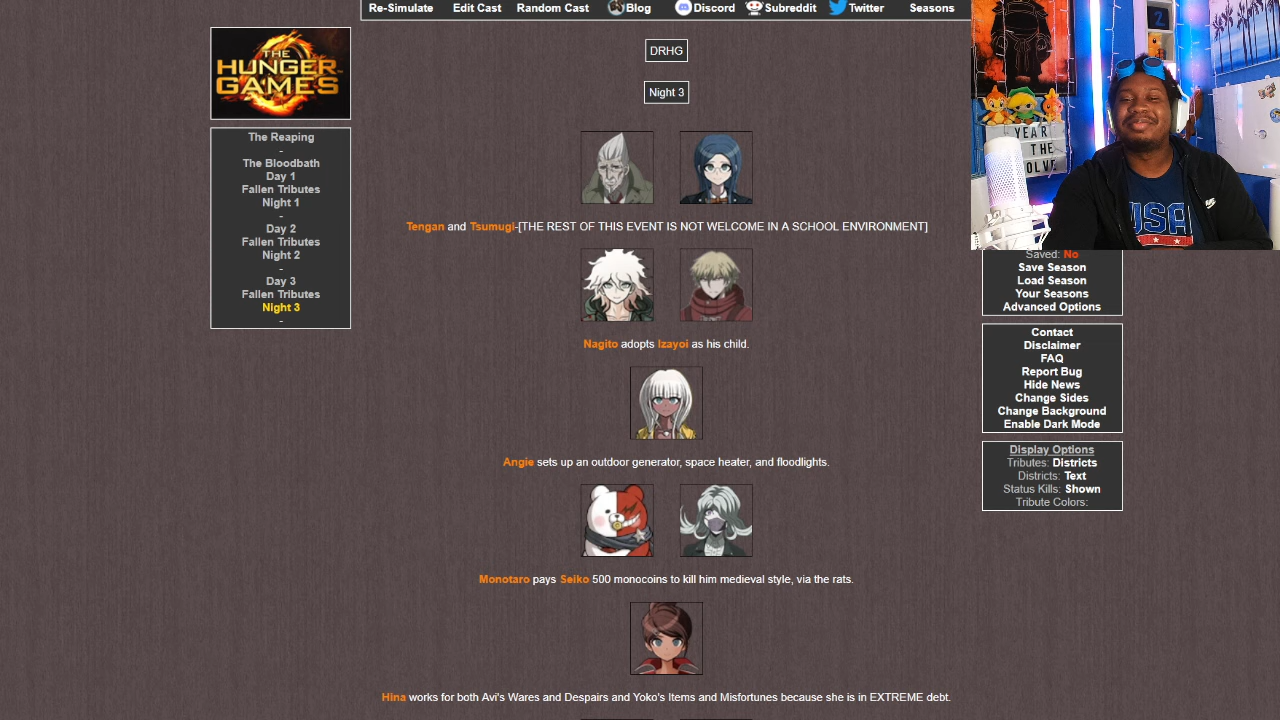 Re-Simulate Edit Cast Random Cast Blog Discord Subreddit Twitter Seasons
THE
HUNGER
GAMES
The Reaping
-
The Bloodbath
Day 1
Fallen Tributes
Night 1
-
Day 2
Fallen Tributes
Night 2
-
Day 3
Fallen Tributes
Night 3
-
DRHG
Night 3
Tengan and Tsumugi-[THE REST OF THIS EVENT IS NOT WELCOME IN A SCHOOL ENVIRONMENT]
Nagito adopts Izayoi as his child.
Angie sets up an outdoor generator, space heater, and floodlights.
Monotaro pays Seiko 500 monocoins to kill him medieval style, via the rats.
Hina works for both Avi's Wares and Despairs and Yoko's Items and Misfortunes because she is in EXTREME debt.
2
YEAR
THE
OLVE
USA
Saved: No
Save Season
Load Season
Your Seasons
Advanced Options
Contact
Disclaimer
FAQ
Report Bug
Hide News
Change Sides
Change Background
Enable Dark Mode
Display Options
Tributes: Districts
Districts: Text
Status Kills: Shown
Tribute Colors: